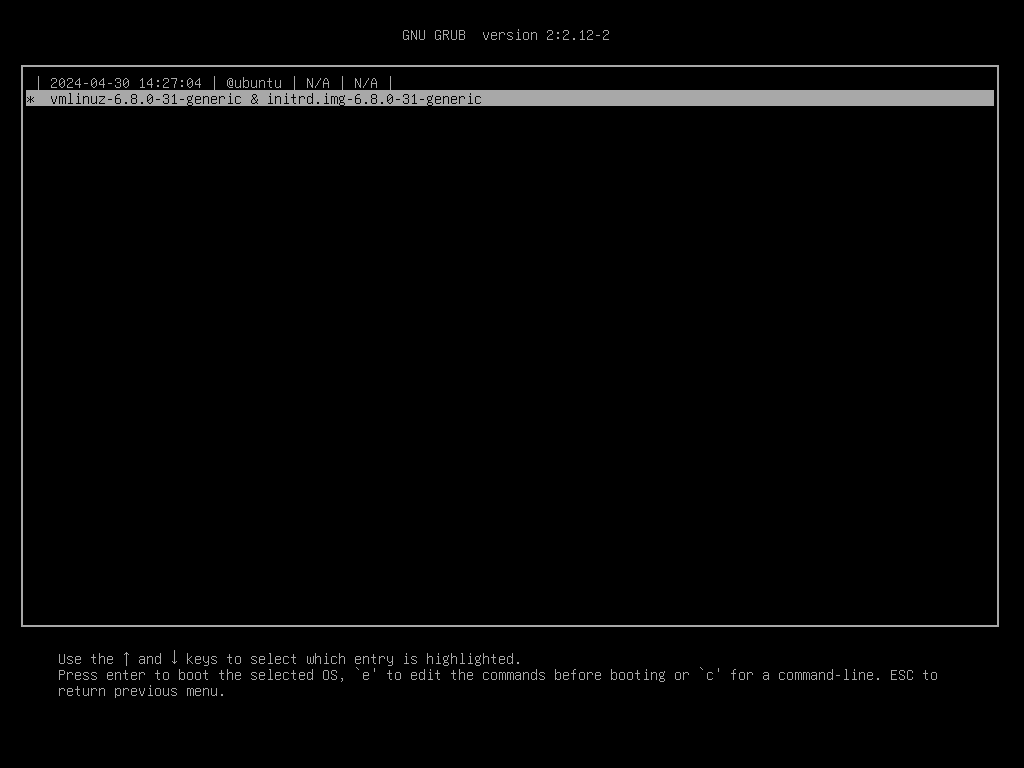 GNU GRUB  version 2:2.12-2
| 2024-04-30 14:27:04 | @ubuntu | N/A | N/A |
*  vmlinuz-6.8.0-31-generic & initrd.img-6.8.0-31-generic
Use the ↑ and ↓ keys to select which entry is highlighted.
Press enter to boot the selected OS, `e' to edit the commands before booting or `c' for a command-line. ESC to
return previous menu.